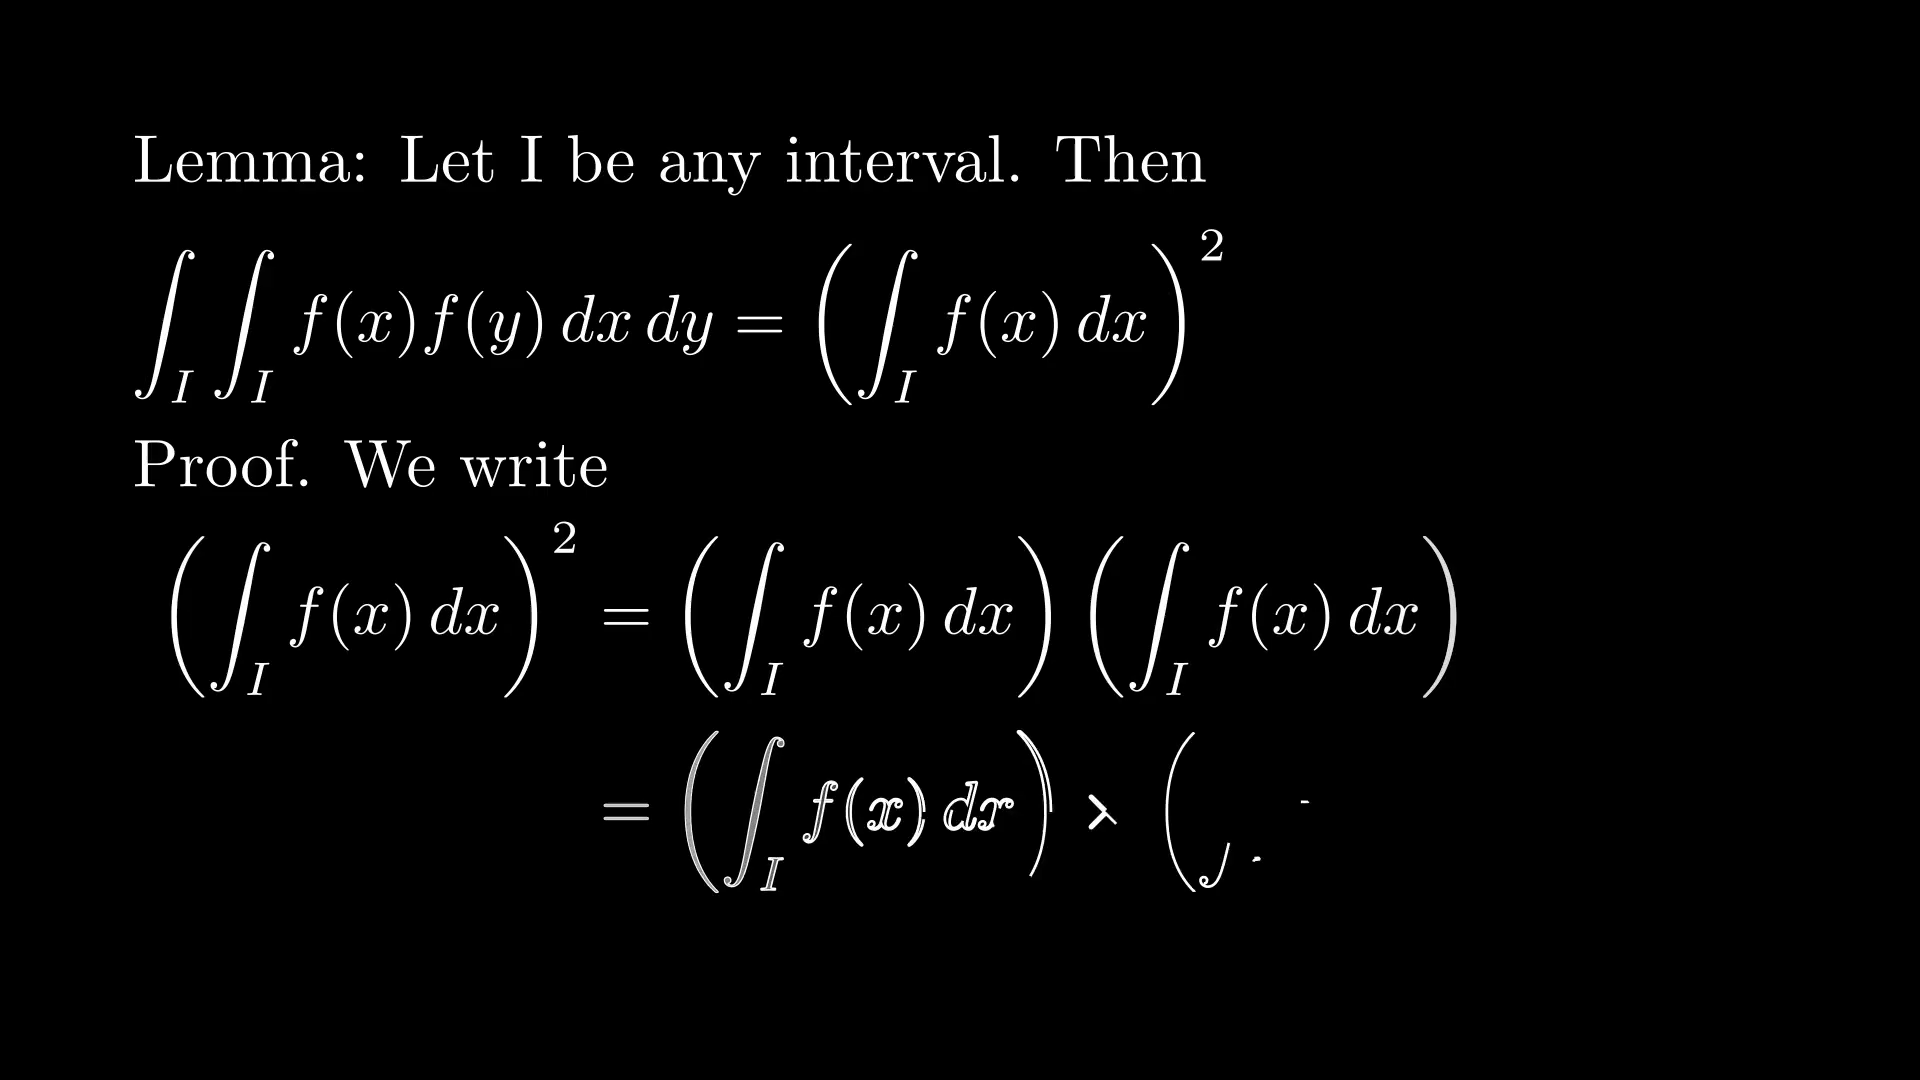 Lemma: Let I be any interval. Then
∫_I ∫_I f(x)f(y) dx dy = (∫_I f(x) dx)^2
Proof. We write
(∫_I f(x) dx)^2 = (∫_I f(x) dx) (∫_I f(x) dx)
= (∫_I f(x) dx) (